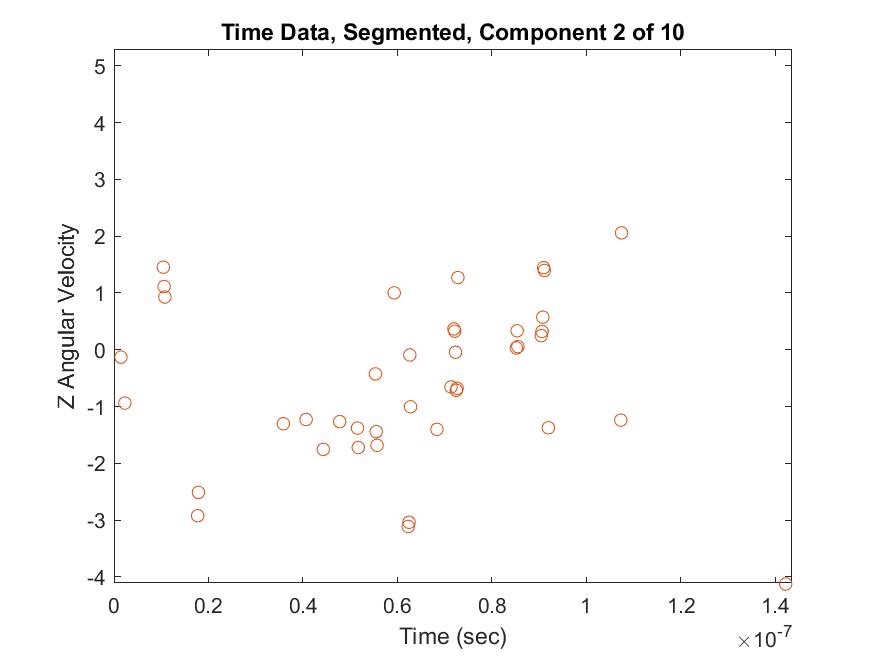 Time Data, Segmented, Component 2 of 10
5
4
3
2
1
0
-1
-2
-3
-4
Z Angular Velocity
0 0.2 0.4 0.6 0.8 1 1.2 1.4
Time (sec)
×10-7